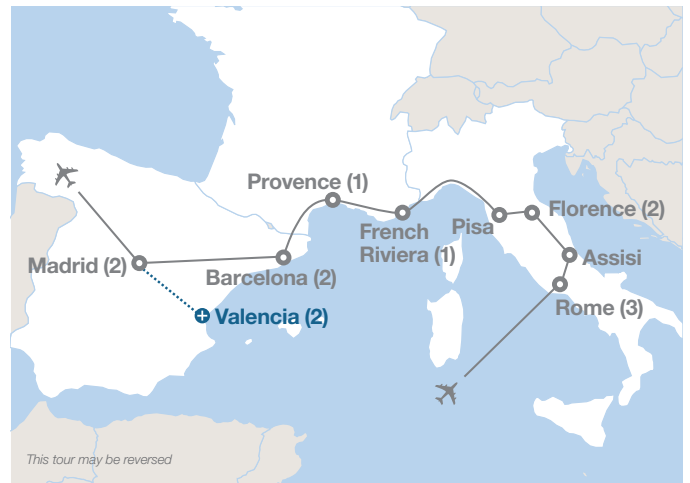 Provence (1)
French
Riviera (1)
Pisa
Florence (2)
Madrid (2)
Barcelona (2)
Assisi
Valencia (2)
Rome (3)
This tour may be reversed